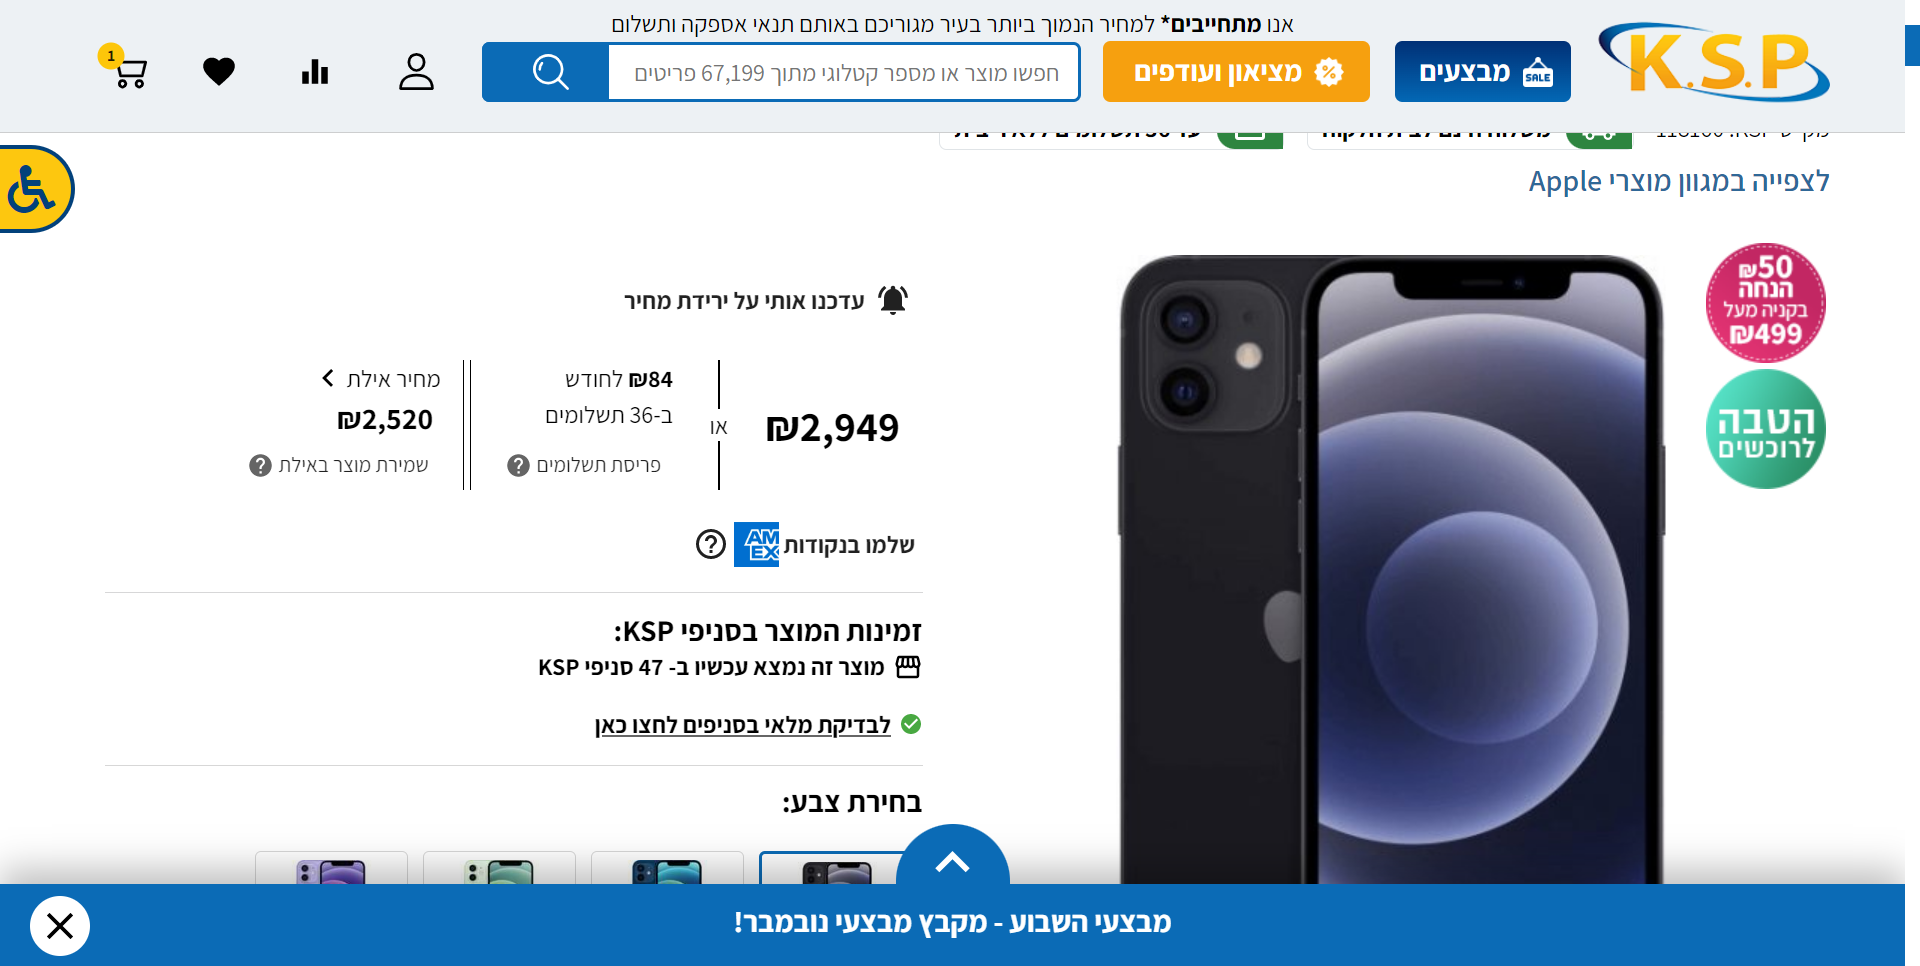 אנו מתחייבים* למחיר הנמוך ביותר בעיר מגוריכם באותם תנאי אספקה ותשלום
K.S.P
מבצעים
SALE
מציאון ועודפים
חפשו מוצר או מספר קטלוגי מתוך 67,199 פריטים
1
לצפייה במגוון מוצרי Apple
₪50
הנחה
בקניה מעל
₪499
הטבה
לרוכשים
עדכנו אותי על ירידת מחיר
₪2,949
או
₪84 לחודש
ב-36 תשלומים
פריסת תשלומים
מחיר אילת
₪2,520
שמירת מוצר באילת
שלמו בנקודות
AM
EX
זמינות המוצר בסניפי KSP:
מוצר זה נמצא עכשיו ב- 47 סניפי KSP
לבדיקת מלאי בסניפים לחצו כאן
בחירת צבע:
מבצעי השבוע - מקבץ מבצעי נובמבר!